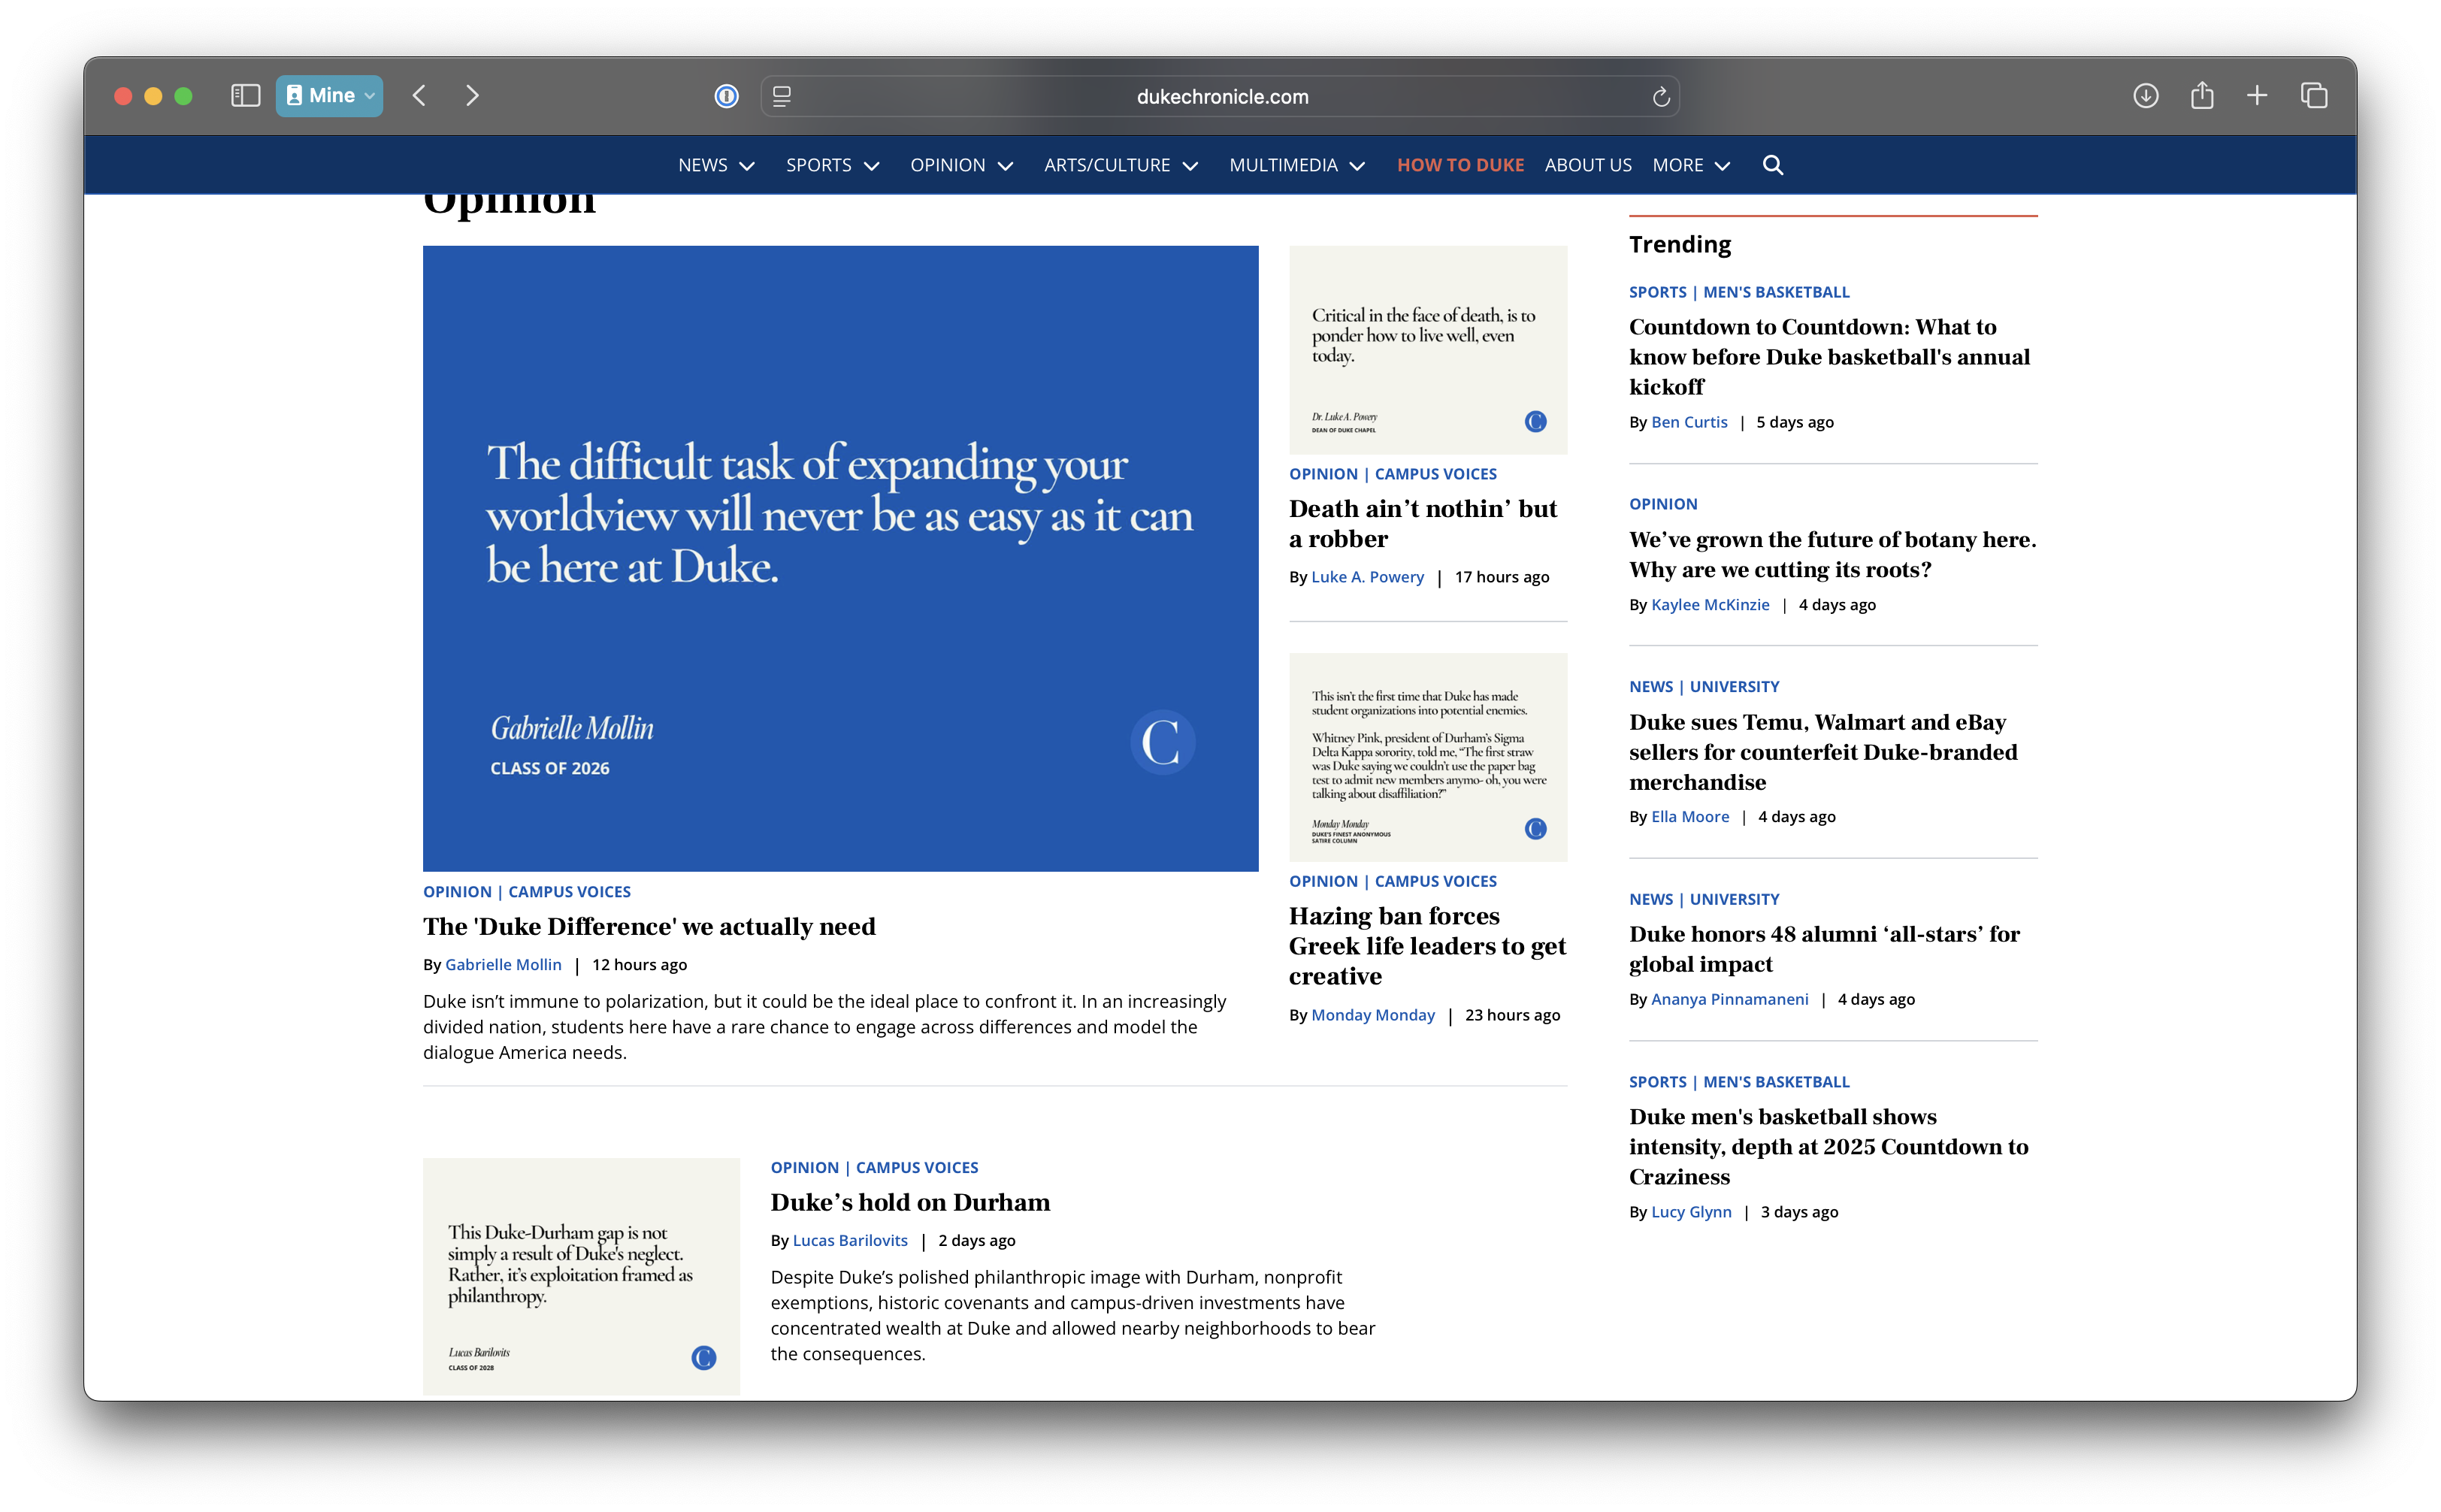 Mine
dukechronicle.com
NEWS
SPORTS
OPINION
ARTS/CULTURE
MULTIMEDIA
HOW TO DUKE
ABOUT US
MORE
Opinion
The difficult task of expanding your
worldview will never be as easy as it can
be here at Duke.
Gabrielle Mollin
CLASS OF 2026
C
OPINION | CAMPUS VOICES
The 'Duke Difference' we actually need
By Gabrielle Mollin | 12 hours ago
Duke isn’t immune to polarization, but it could be the ideal place to confront it. In an increasingly
divided nation, students here have a rare chance to engage across differences and model the
dialogue America needs.
Critical in the face of death, is to
ponder how to live well, even
today.
Dr. Luke A. Powery
DEAN OF DUKE CHAPEL
C
OPINION | CAMPUS VOICES
Death ain’t nothin’ but
a robber
By Luke A. Powery | 17 hours ago
This isn’t the first time that Duke has made
student organizations into potential enemies.
Whitney Pink, president of Durham’s Sigma
Delta Kappa sorority, told me, “The first straw
was Duke saying we couldn’t use the paper bag
test to admit new members anymo- oh, you were
talking about disaffiliation?”
Monday Monday
DUKE'S FINEST ANONYMOUS
SATIRE COLUMN
C
OPINION | CAMPUS VOICES
Hazing ban forces
Greek life leaders to get
creative
By Monday Monday | 23 hours ago
This Duke-Durham gap is not
simply a result of Duke's neglect.
Rather, it’s exploitation framed as
philanthropy.
Lucas Barilovits
CLASS OF 2028
C
OPINION | CAMPUS VOICES
Duke’s hold on Durham
By Lucas Barilovits | 2 days ago
Despite Duke’s polished philanthropic image with Durham, nonprofit
exemptions, historic covenants and campus-driven investments have
concentrated wealth at Duke and allowed nearby neighborhoods to bear
the consequences.
Trending
SPORTS | MEN'S BASKETBALL
Countdown to Countdown: What to
know before Duke basketball's annual
kickoff
By Ben Curtis | 5 days ago
OPINION
We’ve grown the future of botany here.
Why are we cutting its roots?
By Kaylee McKinzie | 4 days ago
NEWS | UNIVERSITY
Duke sues Temu, Walmart and eBay
sellers for counterfeit Duke-branded
merchandise
By Ella Moore | 4 days ago
NEWS | UNIVERSITY
Duke honors 48 alumni ‘all-stars’ for
global impact
By Ananya Pinnamaneni | 4 days ago
SPORTS | MEN'S BASKETBALL
Duke men's basketball shows
intensity, depth at 2025 Countdown to
Craziness
By Lucy Glynn | 3 days ago